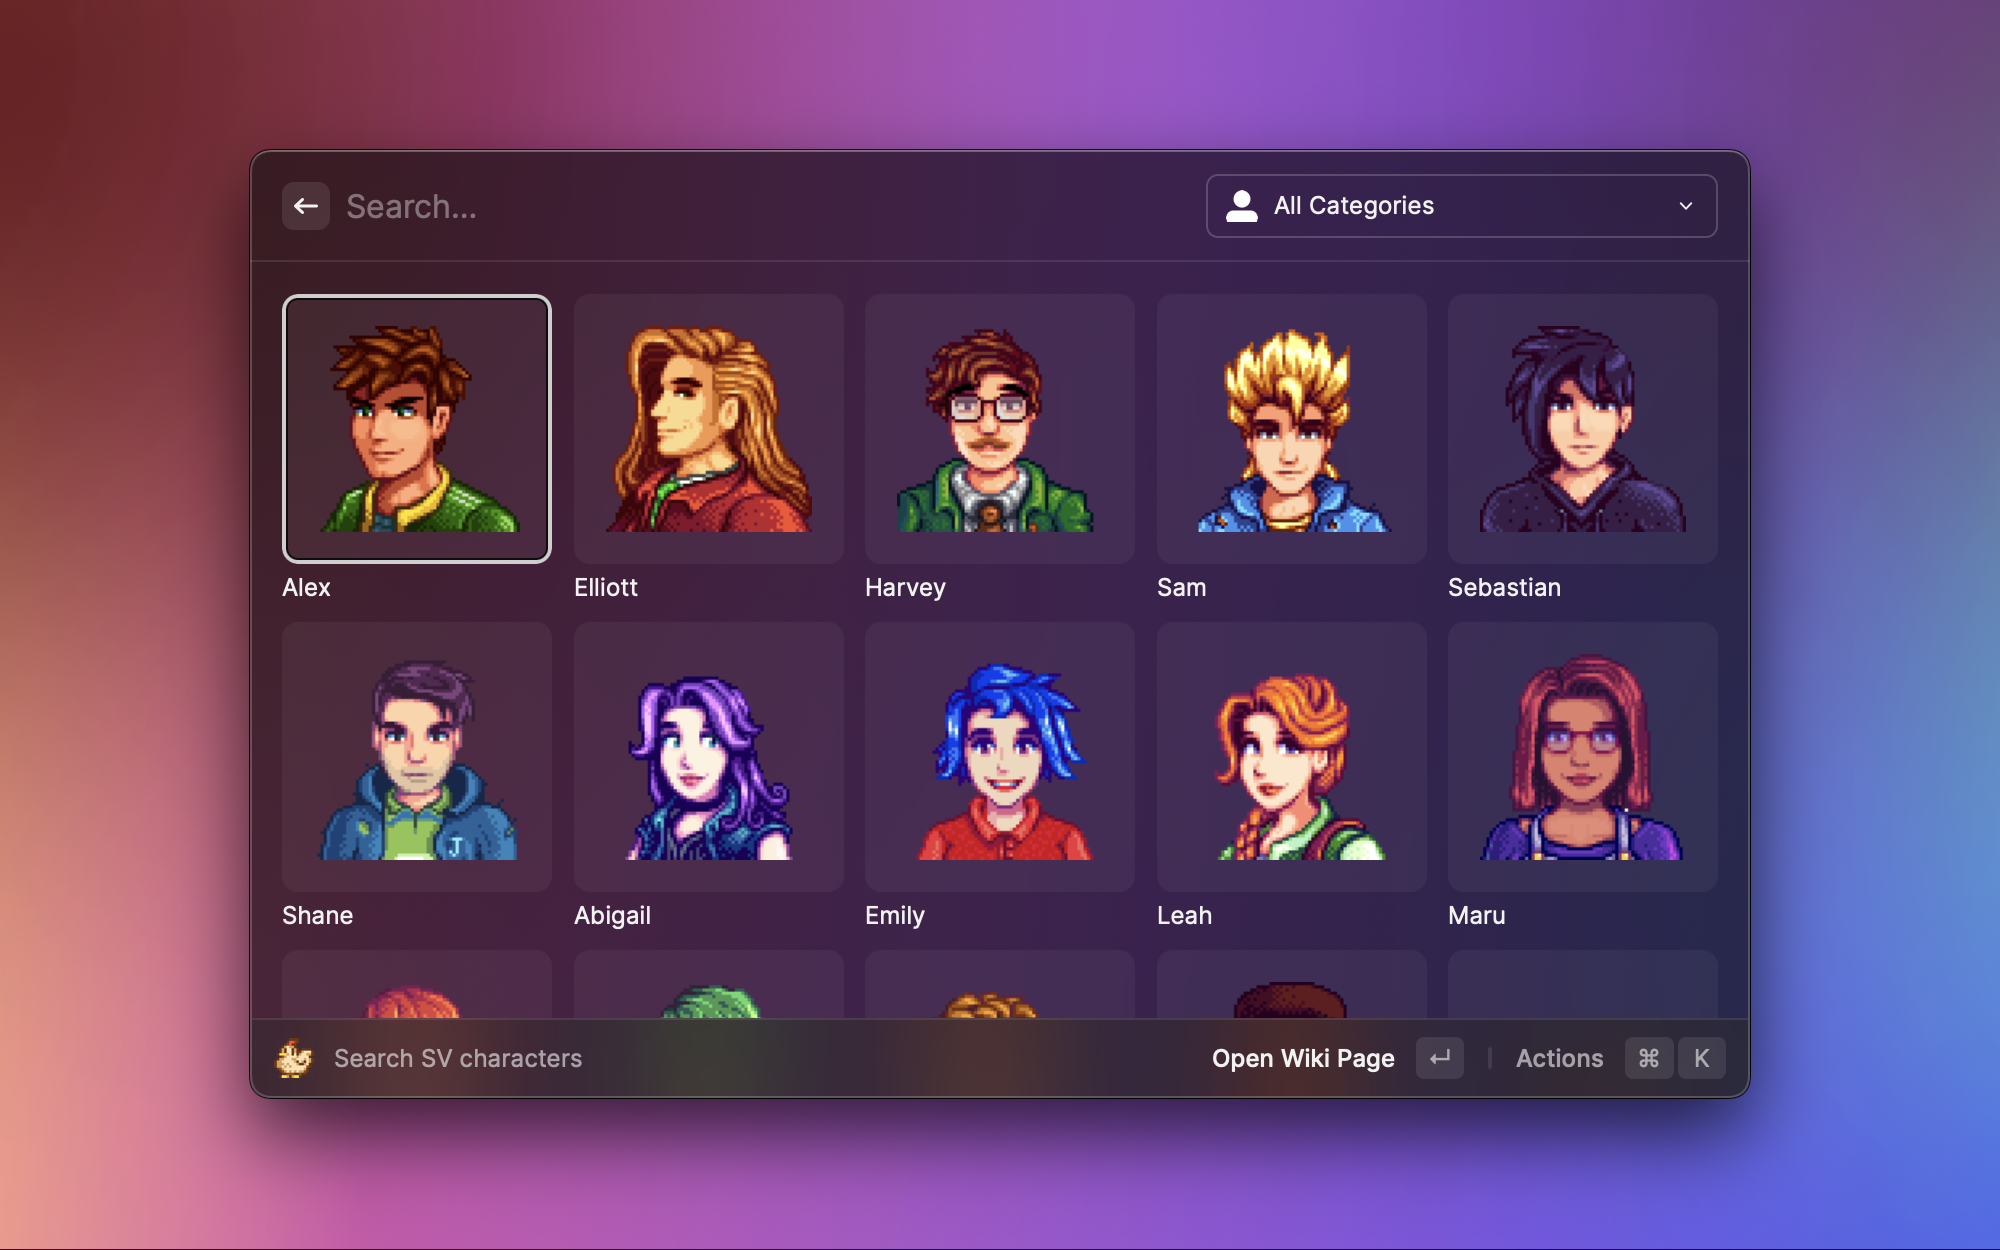 Search...
All Categories
Alex
Elliott
Harvey
Sam
Sebastian
J
Shane
Abigail
Emily
Leah
Maru
Search SV characters
Open Wiki Page
Actions
⌘
K